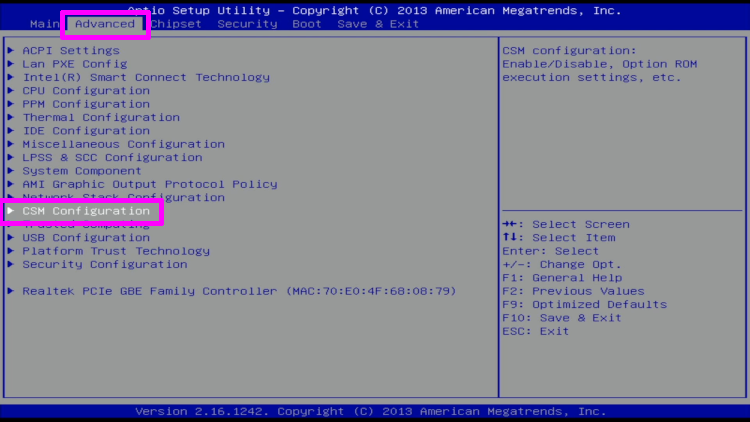 Aptio Setup Utility – Copyright (C) 2013 American Megatrends, Inc.
Main Advanced Chipset Security Boot Save & Exit
ACPI Settings
Lan PXE Config
Intel(R) Smart Connect Technology
CPU Configuration
PPM Configuration
Thermal Configuration
IDE Configuration
Miscellaneous Configuration
LPSS & SCC Configuration
System Component
AMI Graphic Output Protocol Policy
Network Stack Configuration
CSM Configuration
Trusted Computing
USB Configuration
Platform Trust Technology
Security Configuration
Realtek PCIe GBE Family Controller (MAC:70:E0:4F:68:08:79)
CSM configuration:
Enable/Disable, Option ROM
execution settings, etc.
→←: Select Screen
↑↓: Select Item
Enter: Select
+/-: Change Opt.
F1: General Help
F2: Previous Values
F9: Optimized Defaults
F10: Save & Exit
ESC: Exit
Version 2.16.1242. Copyright (C) 2013 American Megatrends, Inc.